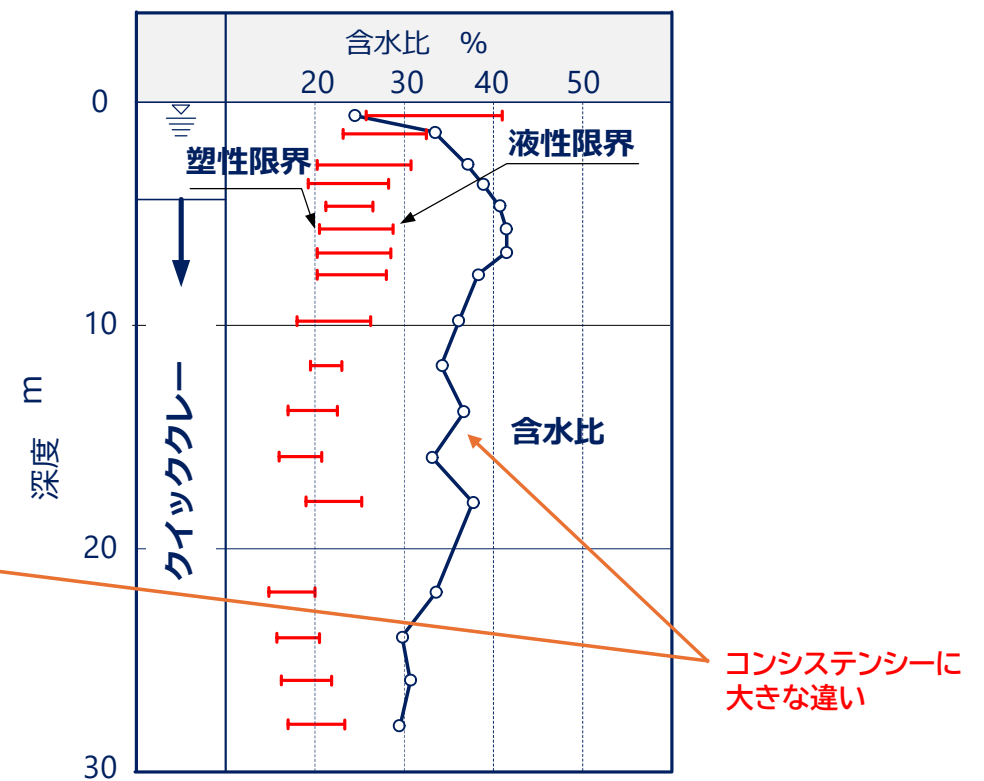 含水比 %
20 30 40 50
0
塑性限界
液性限界
10
深度 m
クイッククレー
含水比
20
30
コンシステンシーに
大きな違い